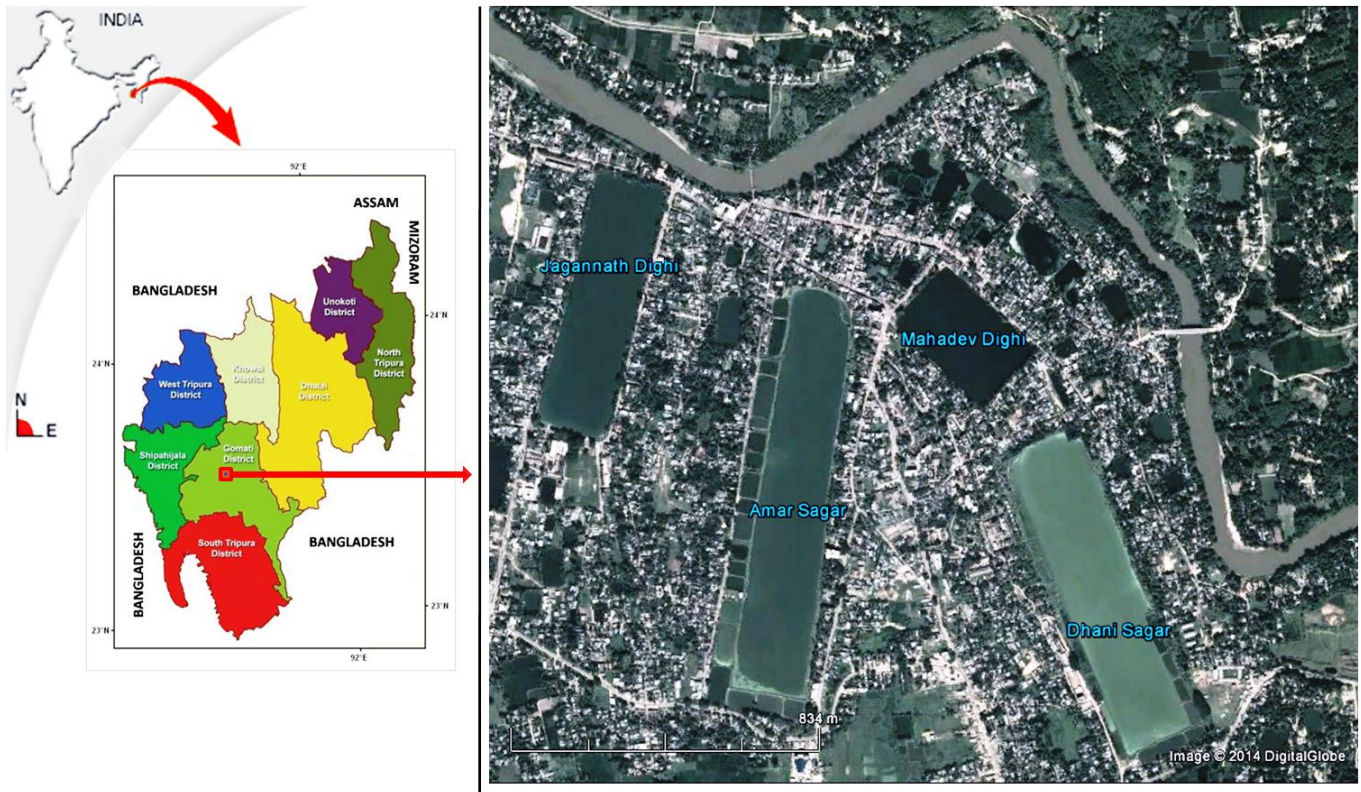 INDIA
92°E
ASSAM
MIZORAM
BANGLADESH
Unokoti
District
24°N
North
Tripura
District
24°N
West Tripura
District
Khowai
District
Dhalai
District
Shipahijala
District
Gomati
District
N
E
BANGLADESH
South Tripura
District
BANGLADESH
23°N
23°N
92°E
Jagannath Dighi
Mahadev Dighi
Amar Sagar
Dhani Sagar
834 m
Image © 2014 DigitalGlobe